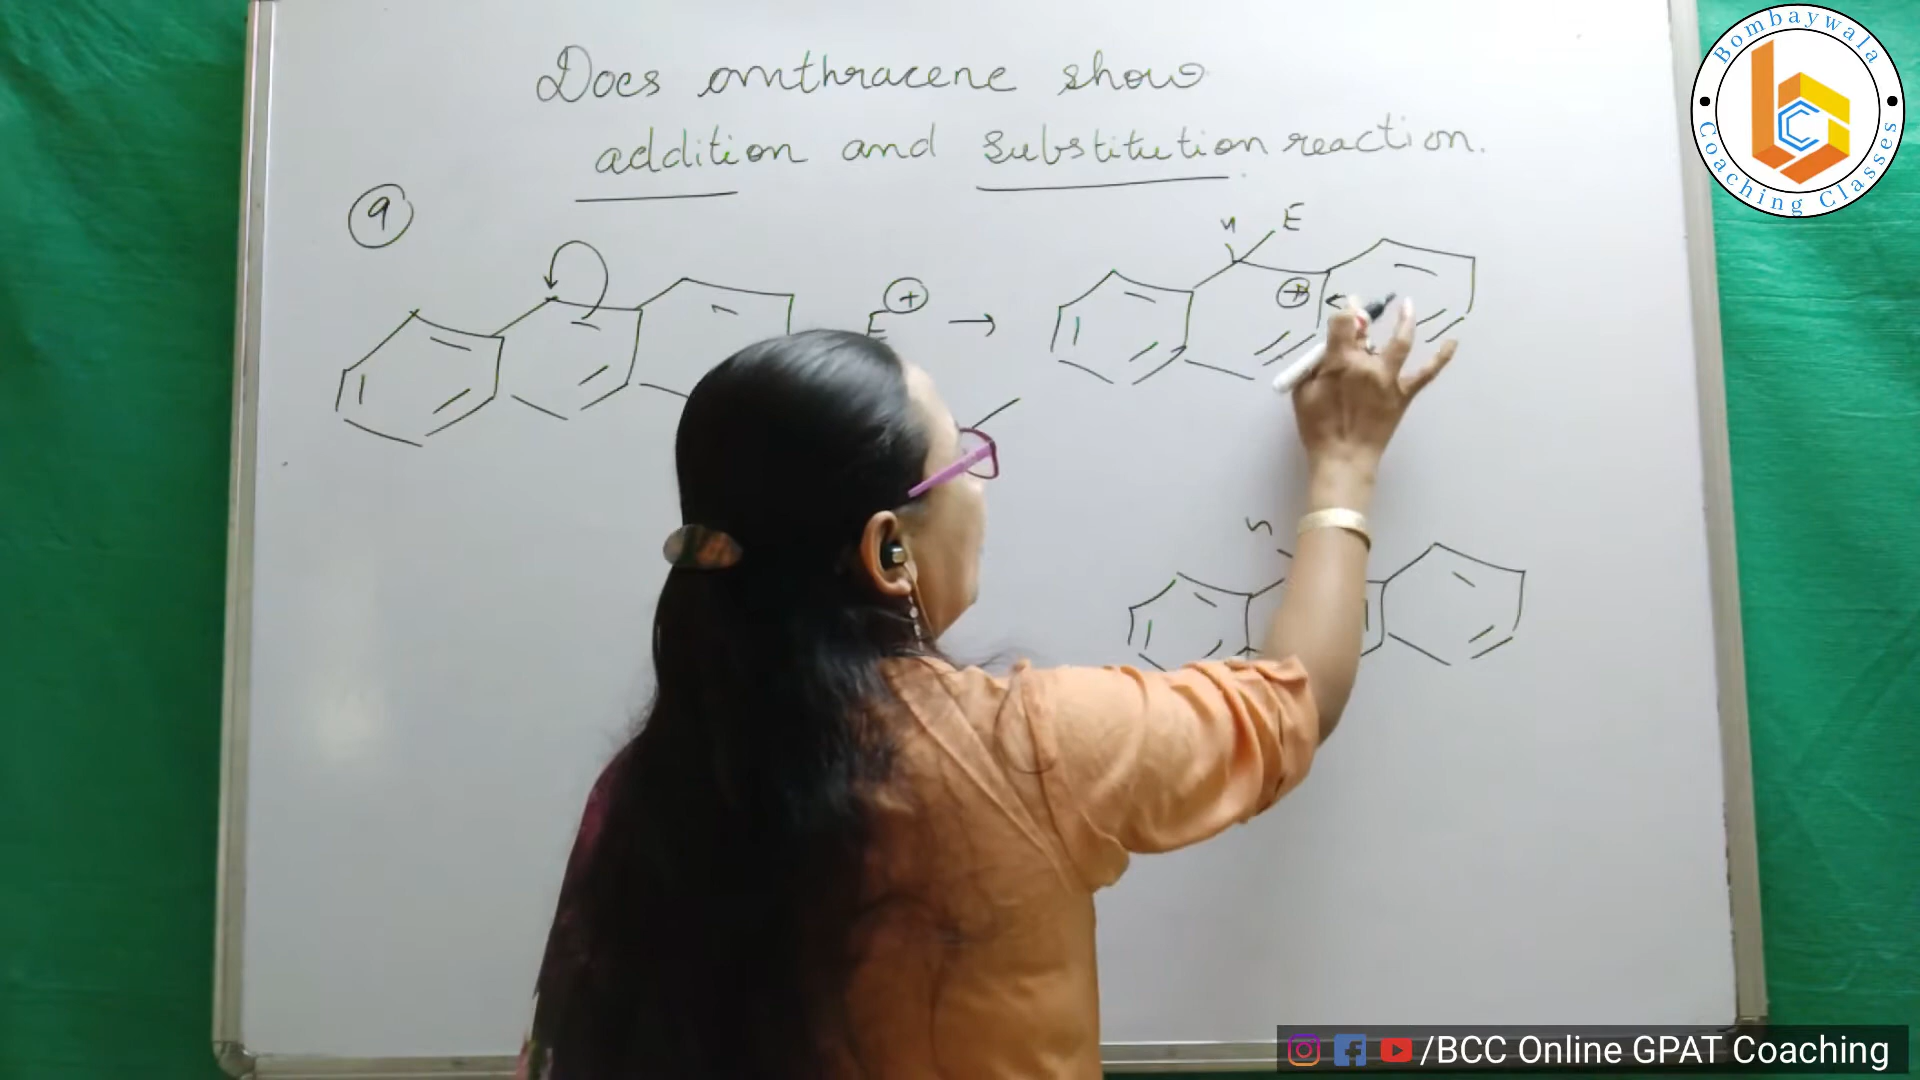 Does anthracene show
addition and substitution reaction.
9
H E
+
E
+
H
Bombaywala
Coaching Classes
/BCC Online GPAT Coaching